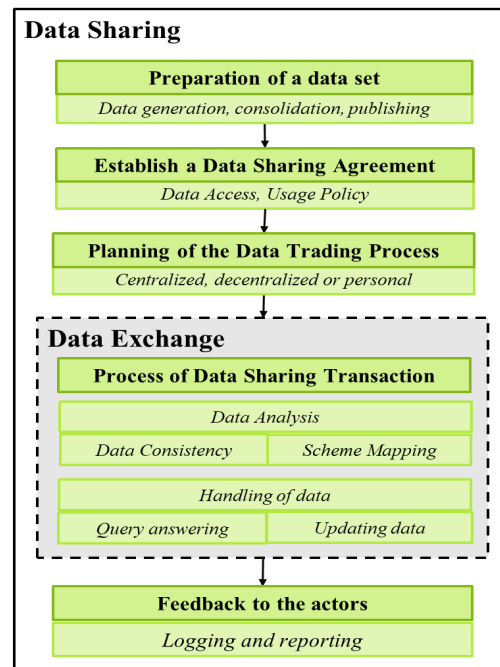 Data Sharing
Preparation of a data set
Data generation, consolidation, publishing
Establish a Data Sharing Agreement
Data Access, Usage Policy
Planning of the Data Trading Process
Centralized, decentralized or personal
Data Exchange
Process of Data Sharing Transaction
Data Analysis
Data Consistency
Scheme Mapping
Handling of data
Query answering
Updating data
Feedback to the actors
Logging and reporting